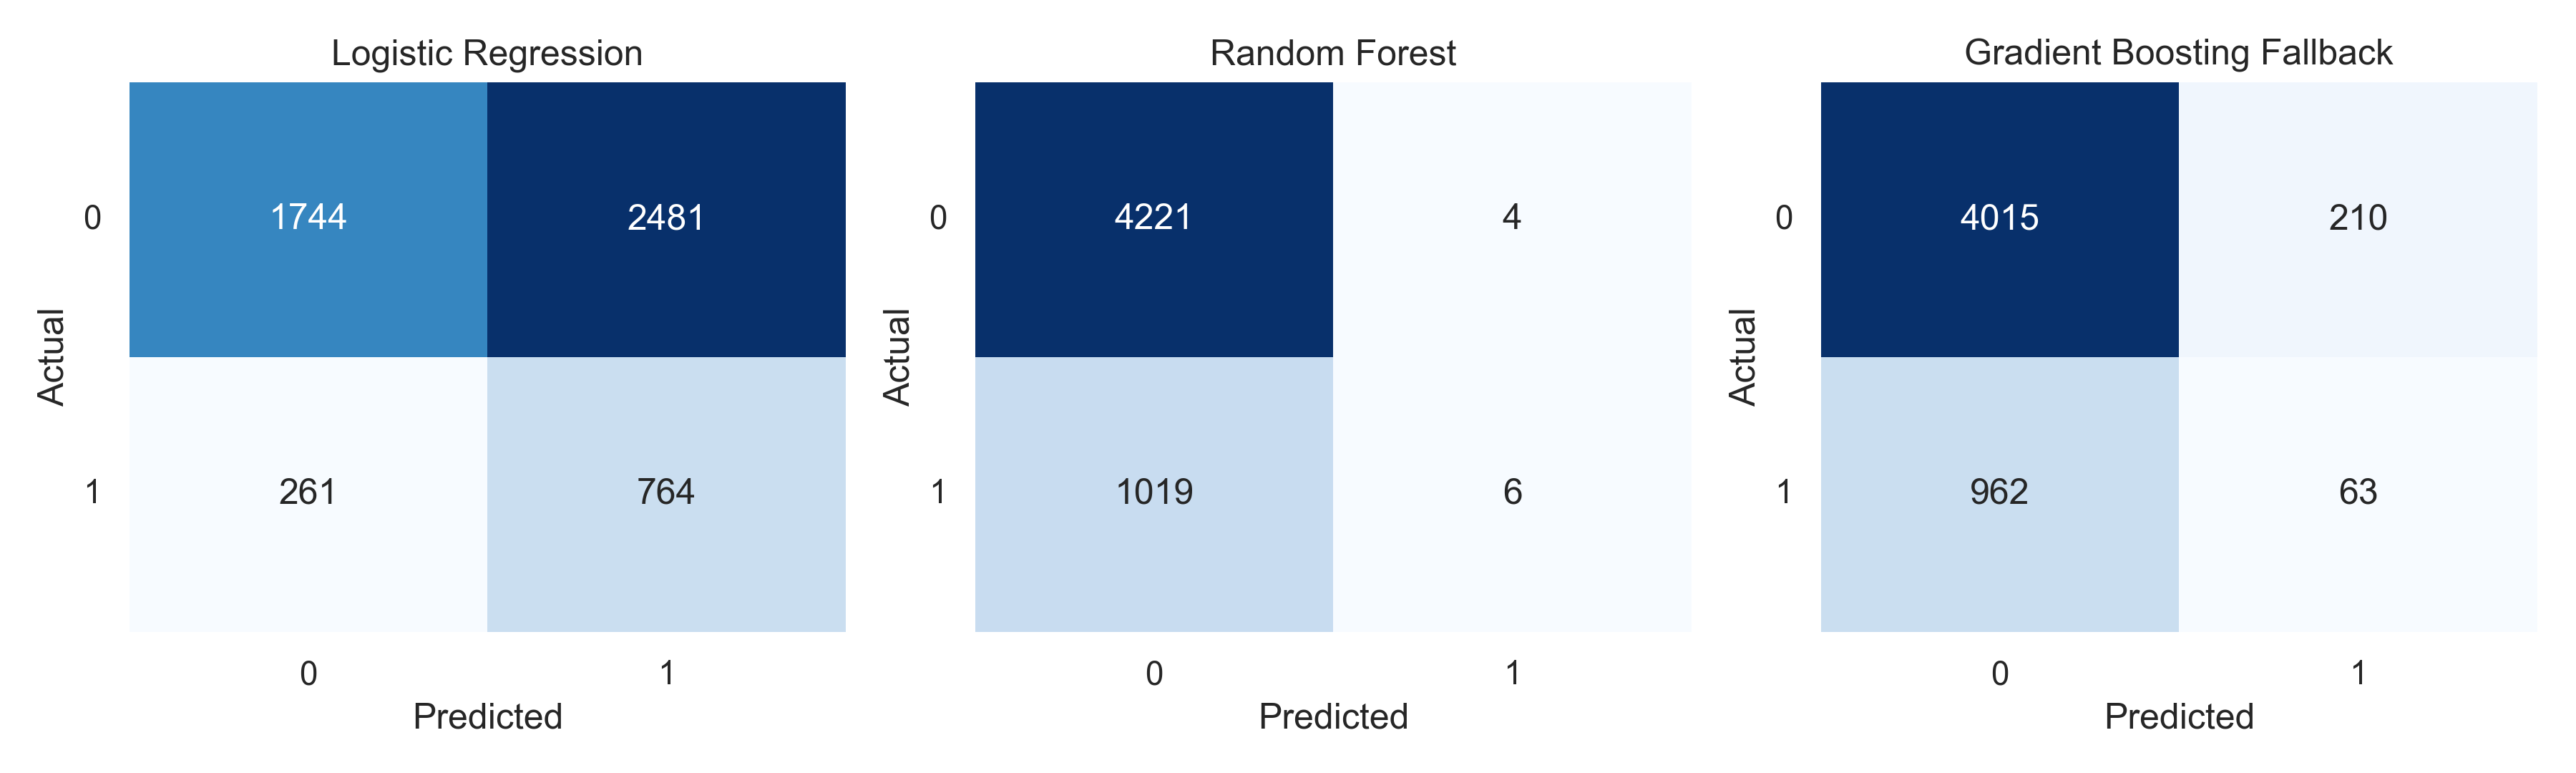 Logistic Regression
0
1744
2481
1
261
764
Actual
0
1
Predicted
Random Forest
0
4221
4
1
1019
6
Actual
0
1
Predicted
Gradient Boosting Fallback
0
4015
210
1
962
63
Actual
0
1
Predicted